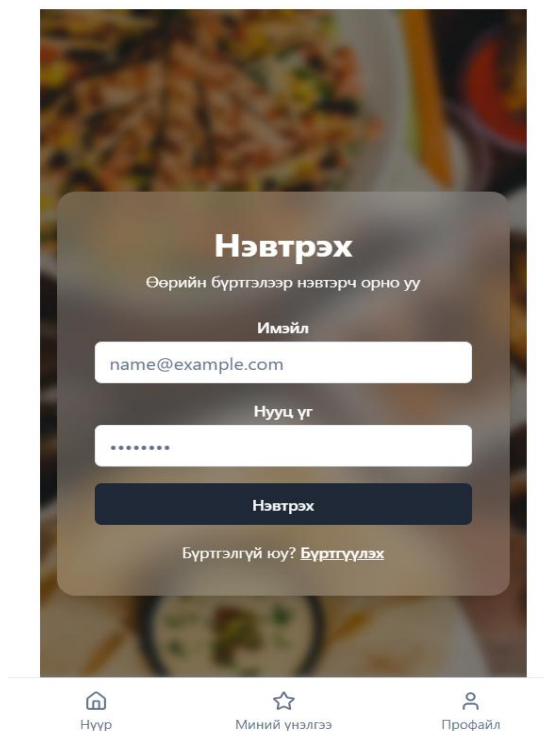 Нэвтрэх
Өөрийн бүртгэлээр нэвтэрч орно уу
Имэйл
name@example.com
Нууц үг
••••••••
Нэвтрэх
Бүртгэлгүй юу? Бүртгүүлэх
Нүүр Миний үнэлгээ Профайл